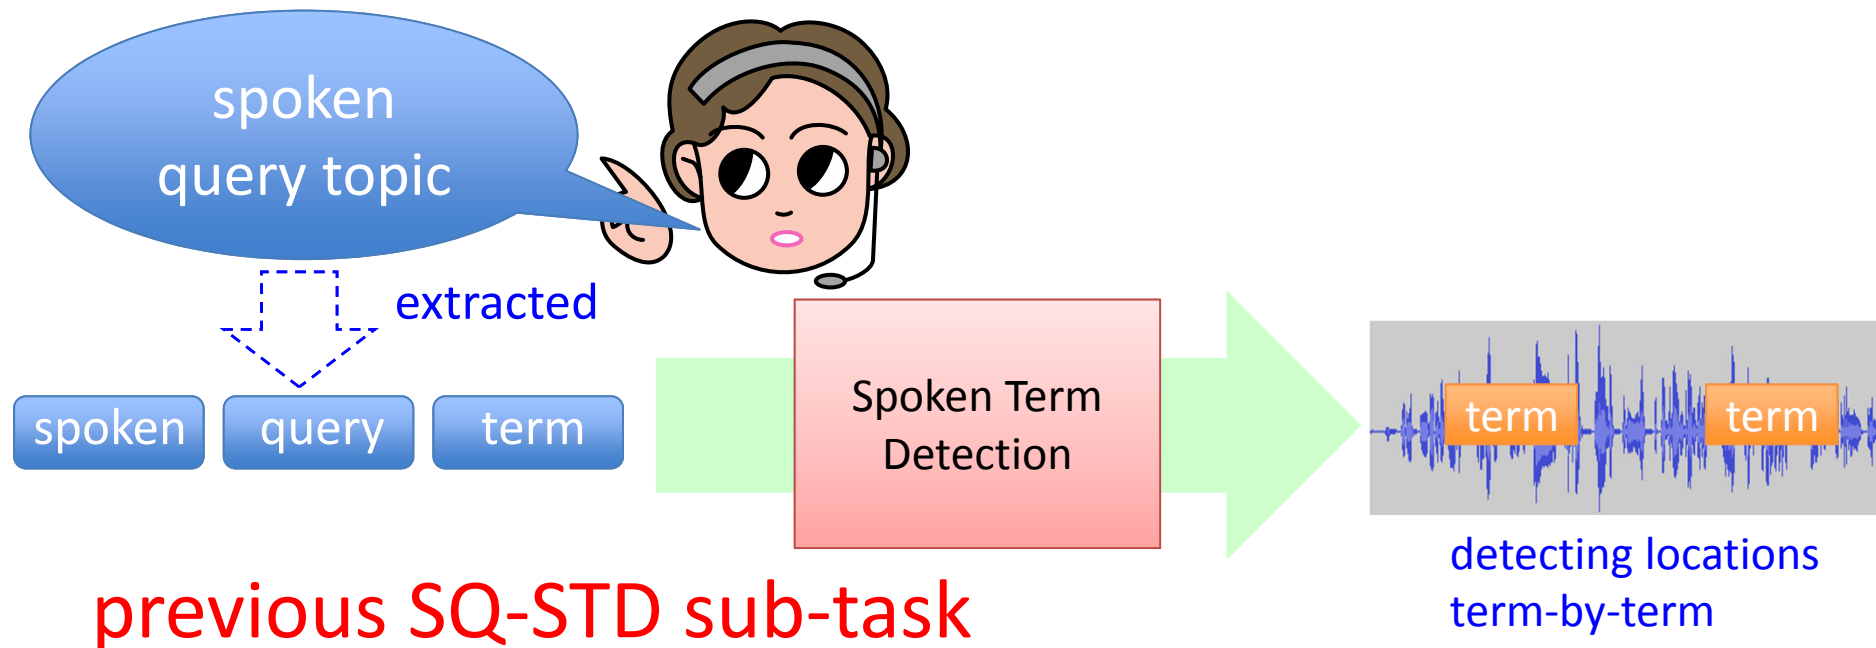 spoken
query topic
extracted
spoken
query
term
Spoken Term
Detection
term
term
detecting locations
term-by-term
previous SQ-STD sub-task